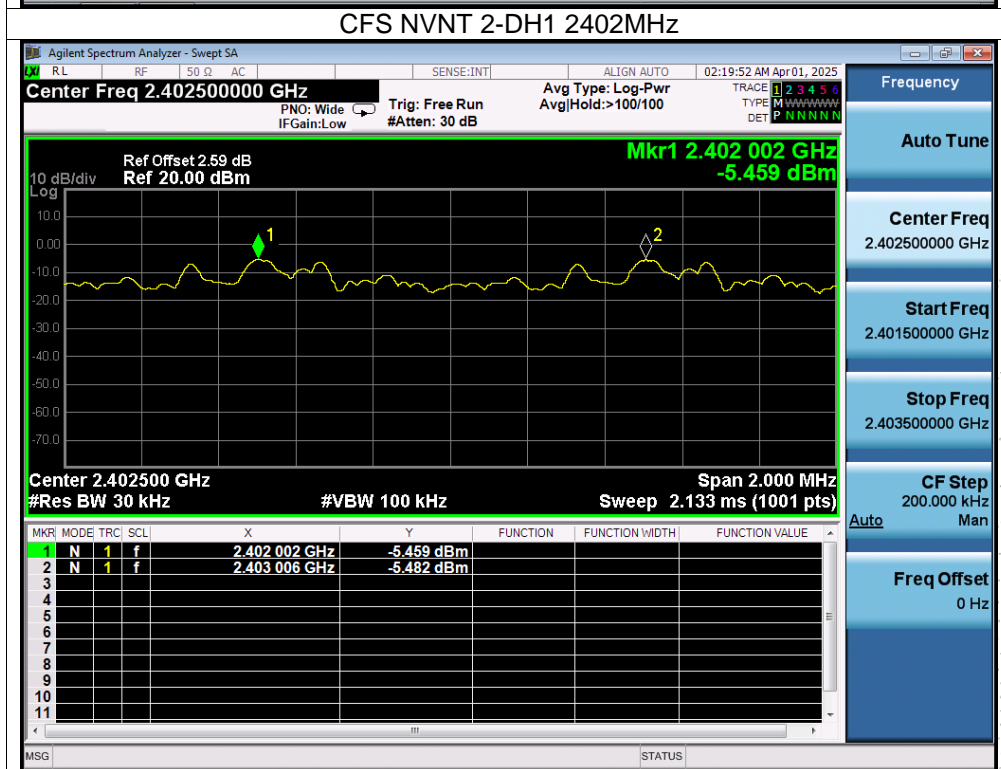 CFS NVNT 2-DH1 2402MHz
Agilent Spectrum Analyzer - Swept SA
LXI RL RF 50 Ω AC SENSE:INT ALIGN AUTO 02:19:52 AM Apr 01, 2025
Center Freq 2.402500000 GHz
PNO: Wide
IFGain:Low
Trig: Free Run
#Atten: 30 dB
Avg Type: Log-Pwr
Avg|Hold:>100/100
TRACE 1 2 3 4 5 6
TYPE M WWWWW
DET P N N N N N
Mkr1 2.402 002 GHz
-5.459 dBm
Ref Offset 2.59 dB
10 dB/div Ref 20.00 dBm
Log
10.0
0.00
-10.0
-20.0
-30.0
-40.0
-50.0
-60.0
-70.0
1
2
Center 2.402500 GHz Span 2.000 MHz
#Res BW 30 kHz #VBW 100 kHz Sweep 2.133 ms (1001 pts)
MKR MODE TRC SCL X Y FUNCTION FUNCTION WIDTH FUNCTION VALUE
1 N 1 f 2.402 002 GHz -5.459 dBm
2 N 1 f 2.403 006 GHz -5.482 dBm
3
4
5
6
7
8
9
10
11
MSG STATUS
Frequency
Auto Tune
Center Freq
2.402500000 GHz
Start Freq
2.401500000 GHz
Stop Freq
2.403500000 GHz
CF Step
200.000 kHz
Auto Man
Freq Offset
0 Hz